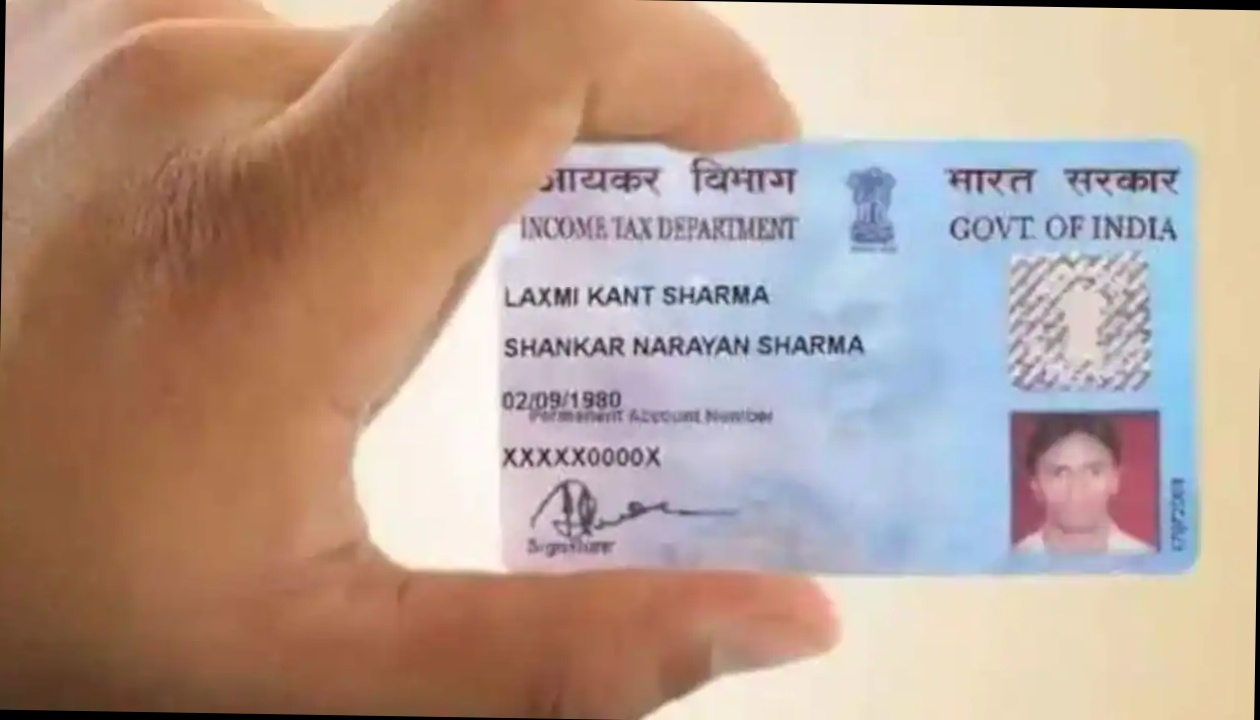 आयकर विभाग भारत सरकार
INCOME TAX DEPARTMENT GOVT. OF INDIA
LAXMI KANT SHARMA
SHANKAR NARAYAN SHARMA
02/09/1980
Permanent Account Number
XXXXX0000X
Signature